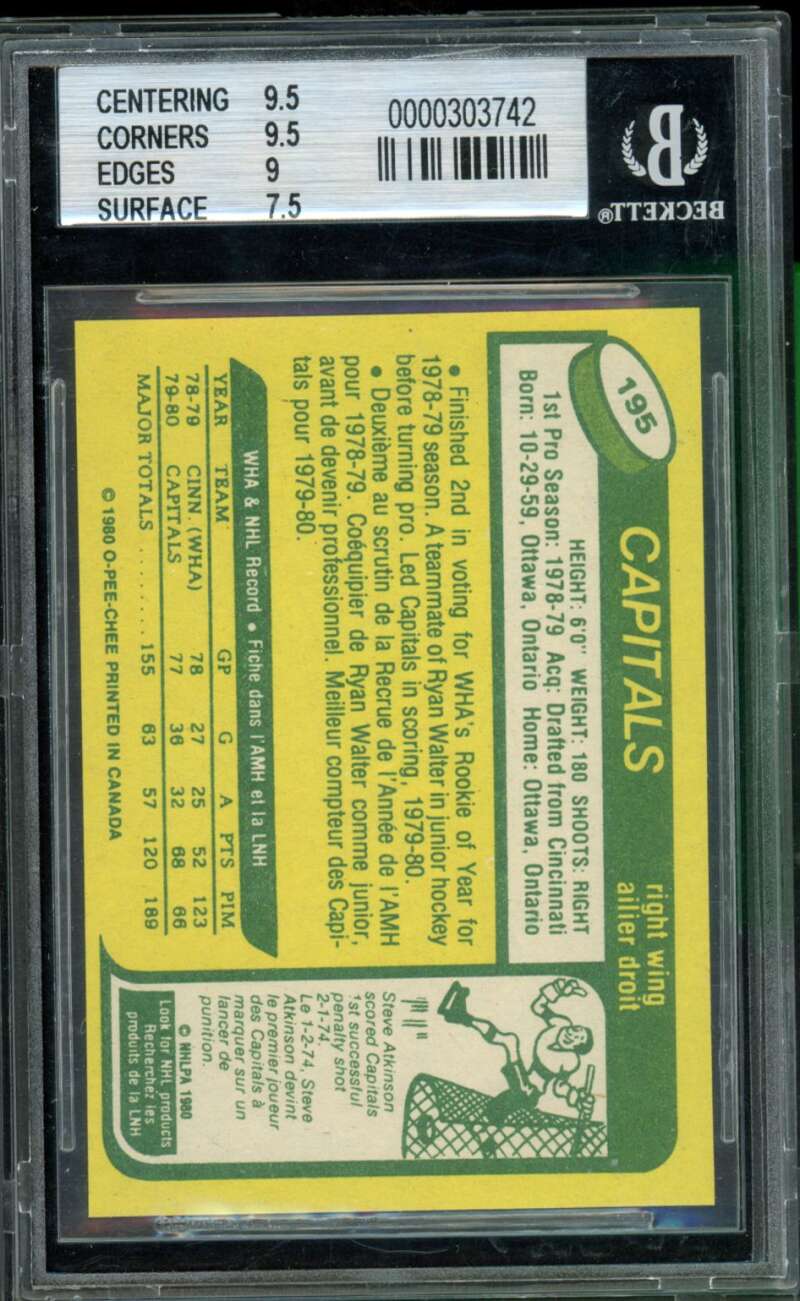 CENTERING 9.5
CORNERS 9.5
EDGES 9
SURFACE 7.5
0000303742
B
BECKETT®
195
CAPITALS
right wing
ailier droit
HEIGHT: 6'0" WEIGHT: 180 SHOOTS: RIGHT
1st Pro Season: 1978-79 Acq: Drafted from Cincinnati
Born: 10-29-59, Ottawa, Ontario Home: Ottawa, Ontario
• Finished 2nd in voting for WHA's Rookie of Year for
1978-79 season. A teammate of Ryan Walter in junior hockey
before turning pro. Led Capitals in scoring, 1979-80.
• Deuxième au scrutin de la Recrue de l'Année de l'AMH
pour 1978-79. Coéquipier de Ryan Walter comme junior,
avant de devenir professionnel. Meilleur compteur des Capi-
tals pour 1979-80.
WHA & NHL Record • Fiche dans l'AMH et la LNH
YEAR TEAM GP G A PTS PIM
78-79 CINN. (WHA) 78 27 25 52 123
79-80 CAPITALS 77 36 32 68 66
MAJOR TOTALS ......... 155 63 57 120 189
© 1980 O-PEE-CHEE PRINTED IN CANADA
Steve Atkinson
scored Capitals
1st successful
penalty shot
2-1-74.
Le 1-2-74, Steve
Atkinson devint
le premier joueur
des Capitals à
marquer sur un
lancer de
punition.
© NHLPA 1980
Look for NHL products
Recherchez les
produits de la LNH